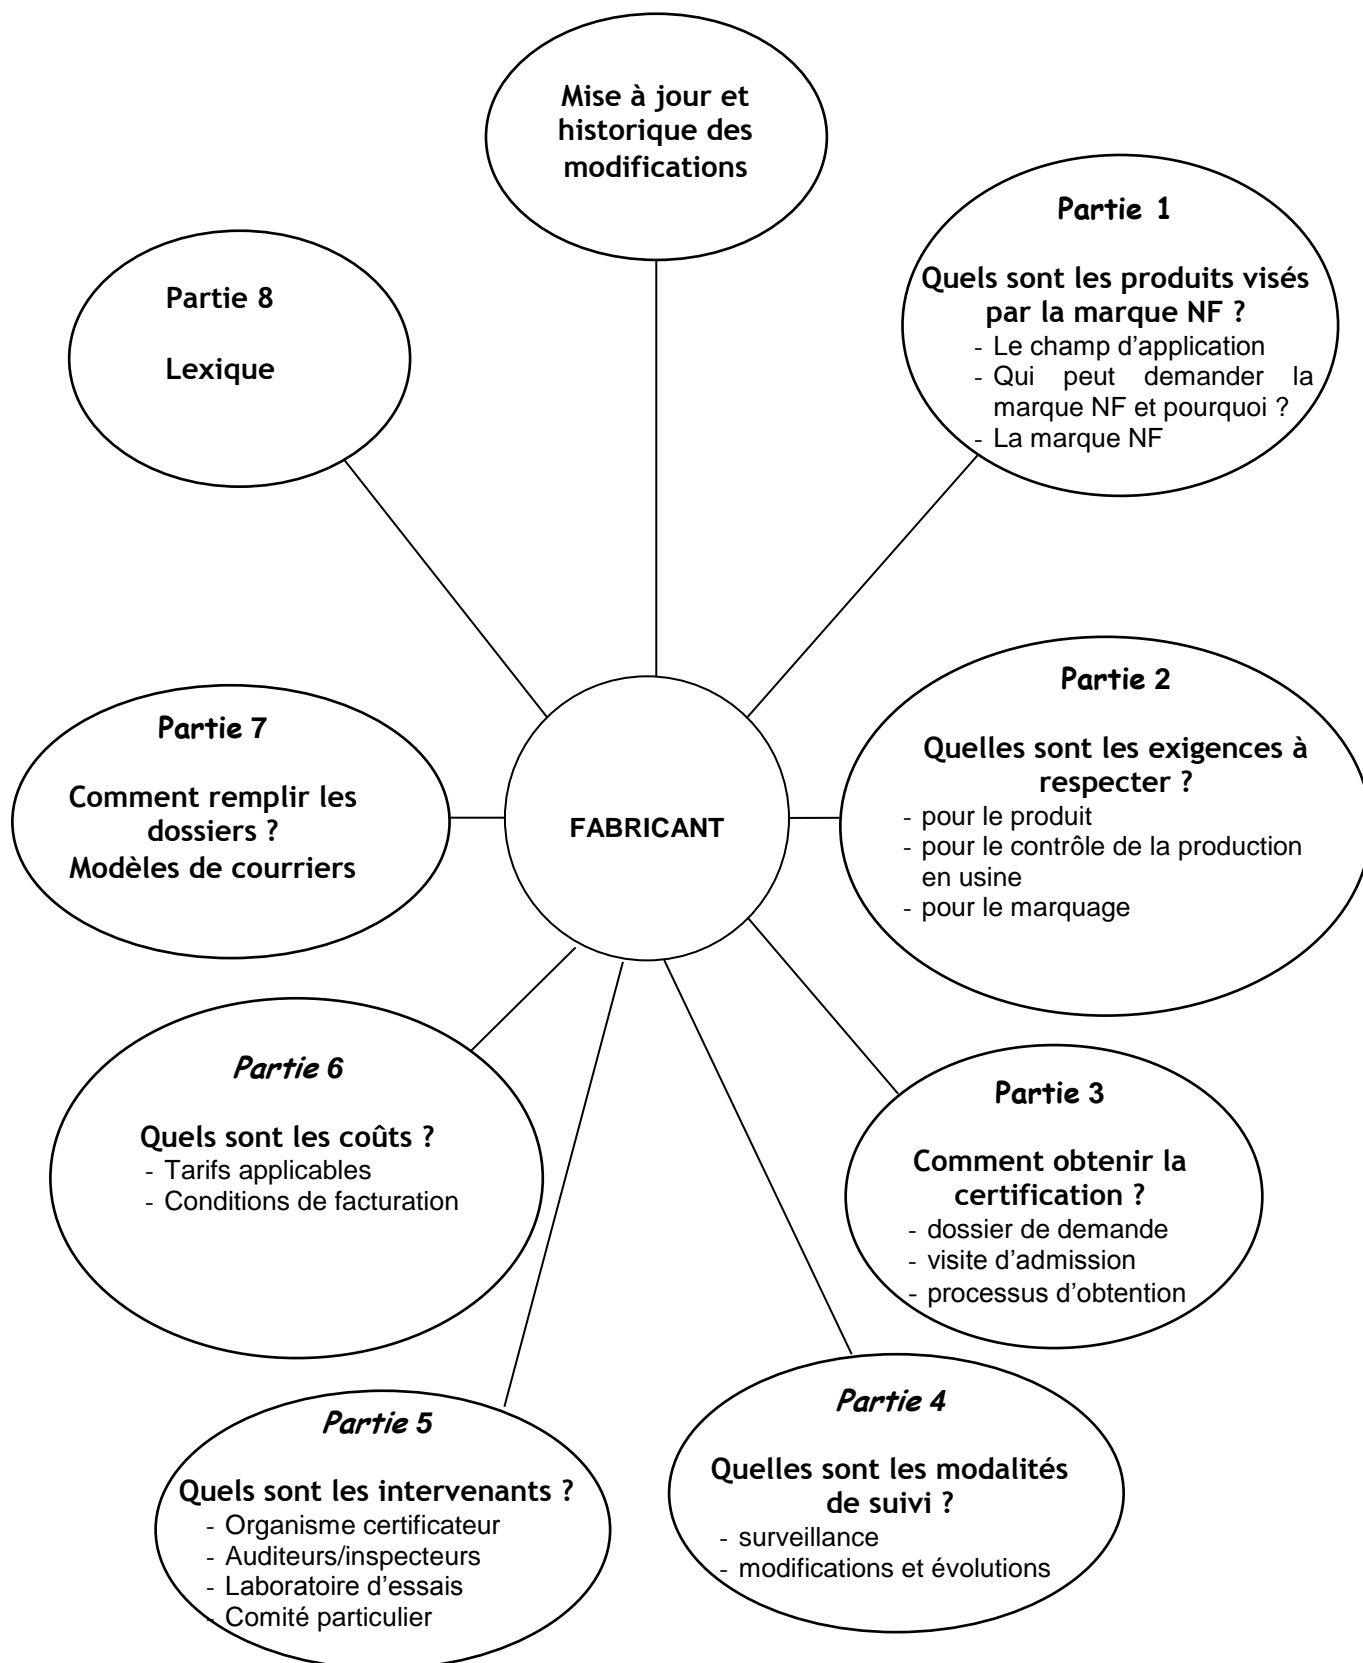 Mise à jour et
historique des
modifications
Partie 1
Quels sont les produits visés
par la marque NF ?
- Le champ d’application
- Qui peut demander la
marque NF et pourquoi ?
- La marque NF
Partie 8
Lexique
Partie 2
Quelles sont les exigences à
respecter ?
- pour le produit
- pour le contrôle de la production
en usine
- pour le marquage
Partie 7
Comment remplir les
dossiers ?
Modèles de courriers
FABRICANT
Partie 3
Comment obtenir la
certification ?
- dossier de demande
- visite d’admission
- processus d’obtention
Partie 6
Quels sont les coûts ?
- Tarifs applicables
- Conditions de facturation
Partie 4
Quelles sont les modalités
de suivi ?
- surveillance
- modifications et évolutions
Partie 5
Quels sont les intervenants ?
- Organisme certificateur
- Auditeurs/inspecteurs
- Laboratoire d’essais
- Comité particulier